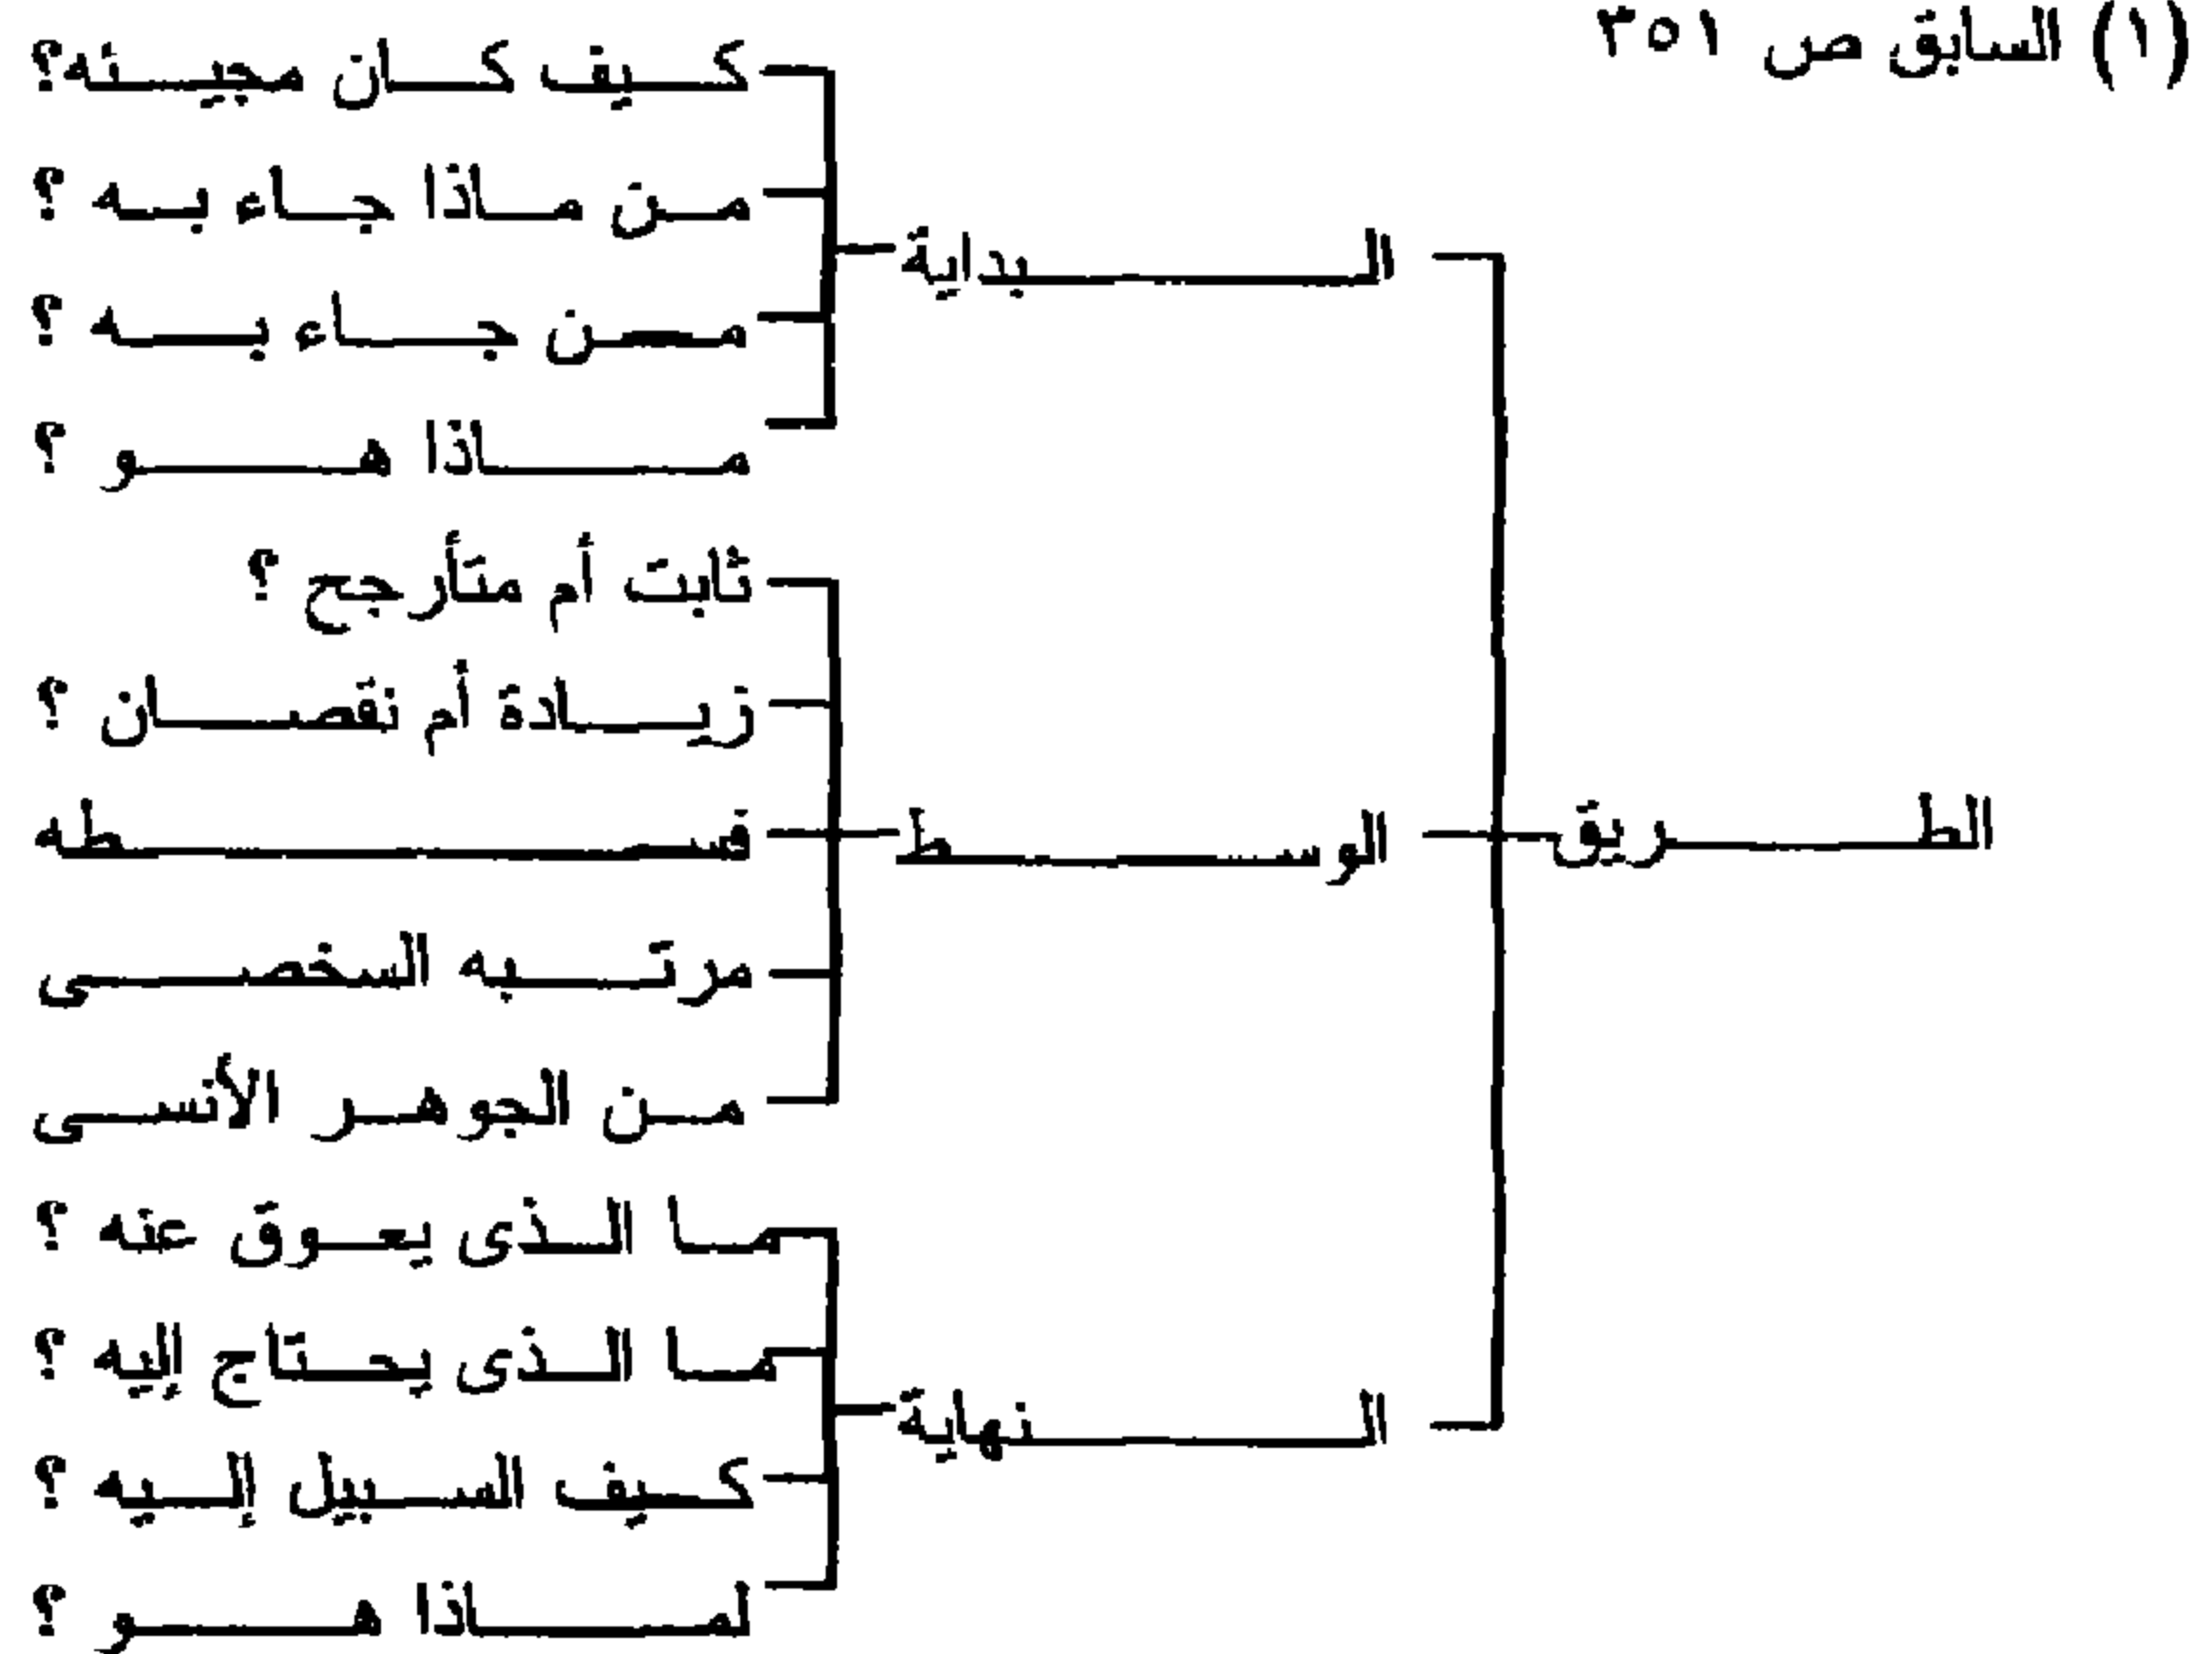 (١) السابق ص ٣٥١
الطريق
البداية
كيف كان مجيئه؟
من ماذا جاء به ؟
من جاء به ؟
ماذا هو ؟
الوسط
ثابت أم متأرجح ؟
زيادة أم نقصان ؟
قسطه
مرتبه السخصى
من الجوهر الأنسى
النهاية
ما الذى يعوق عنه ؟
ما الذى يحتاج إليه ؟
كيف السبيل إليه ؟
لماذا هو ؟